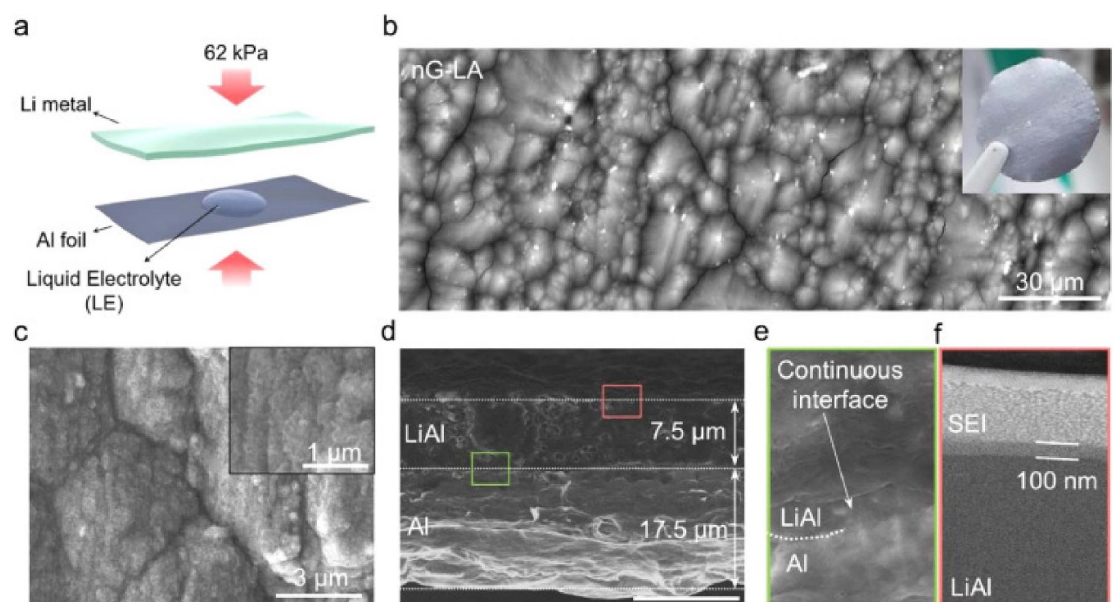 a
62 kPa
Li metal
Al foil
Liquid Electrolyte
(LE)
b
nG-LA
30 μm
c
1 μm
3 μm
d
LiAl
7.5 μm
Al
17.5 μm
e
Continuous
interface
LiAl
Al
f
SEI
100 nm
LiAl